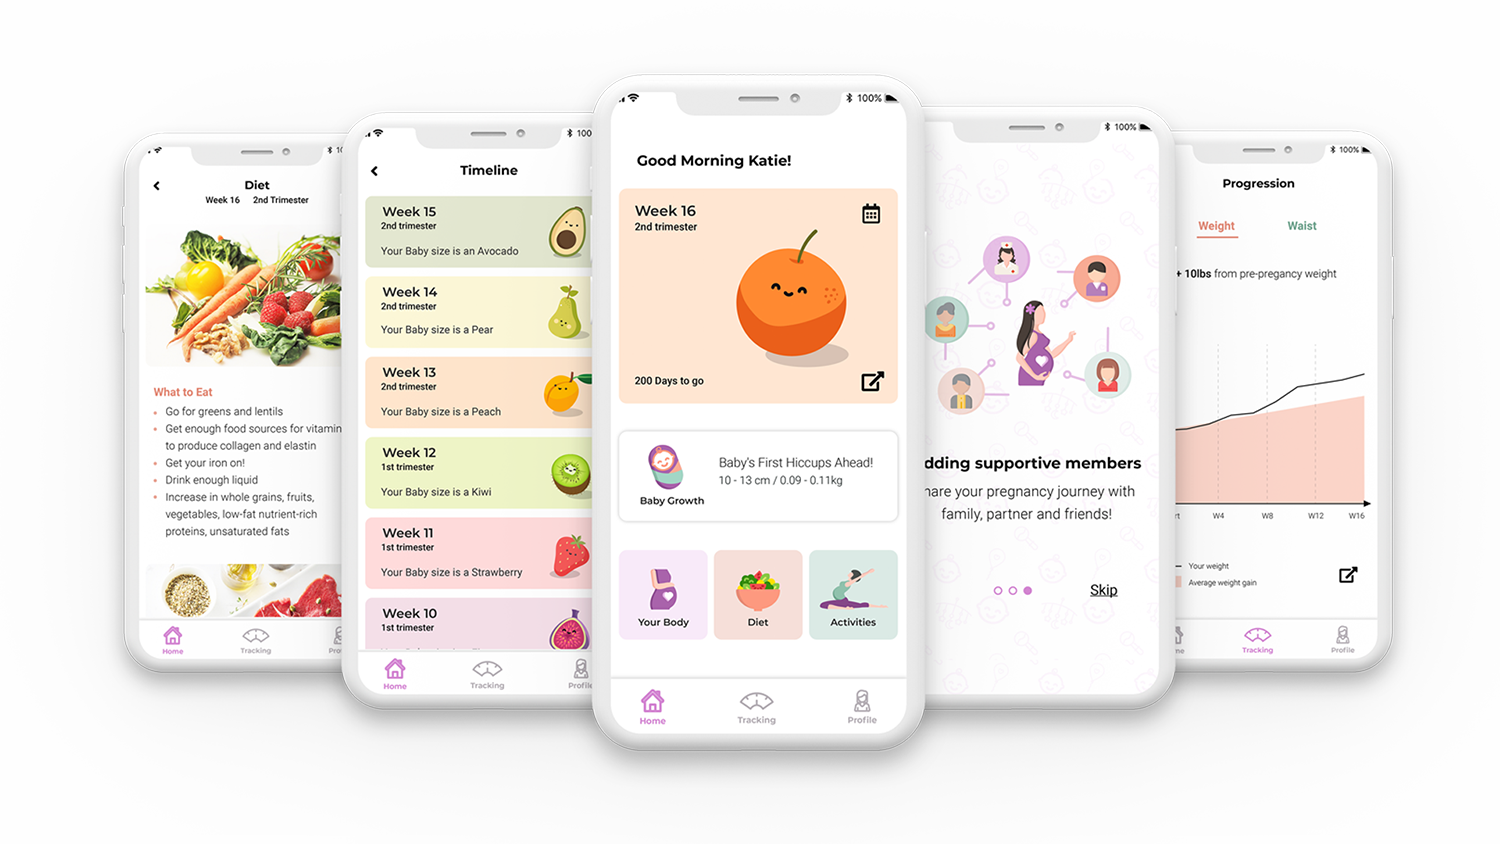 100%
Diet
Week 16 2nd Trimester
What to Eat
Go for greens and lentils
Get enough food sources for vitamin
to produce collagen and elastin
Get your iron on!
Drink enough liquid
Increase in whole grains, fruits,
vegetables, low-fat nutrient-rich
proteins, unsaturated fats
Home
Tracking
Timeline
Week 15
2nd trimester
Your Baby size is an Avocado
Week 14
2nd trimester
Your Baby size is a Pear
Week 13
2nd trimester
Your Baby size is a Peach
Week 12
1st trimester
Your Baby size is a Kiwi
Week 11
1st trimester
Your Baby size is a Strawberry
Week 10
1st trimester
Home
Tracking
Profile
Good Morning Katie!
Week 16
2nd trimester
200 Days to go
Baby's First Hiccups Ahead!
10 - 13 cm / 0.09 - 0.11kg
Baby Growth
Your Body
Diet
Activities
Home
Tracking
Profile
100%
dding supportive members
hare your pregnancy journey with
family, partner and friends!
Skip
100%
Progression
Weight
Waist
+ 10lbs from pre-pregnancy weight
W4
W8
W12
W16
Your weight
Average weight gain
Tracking
Profile